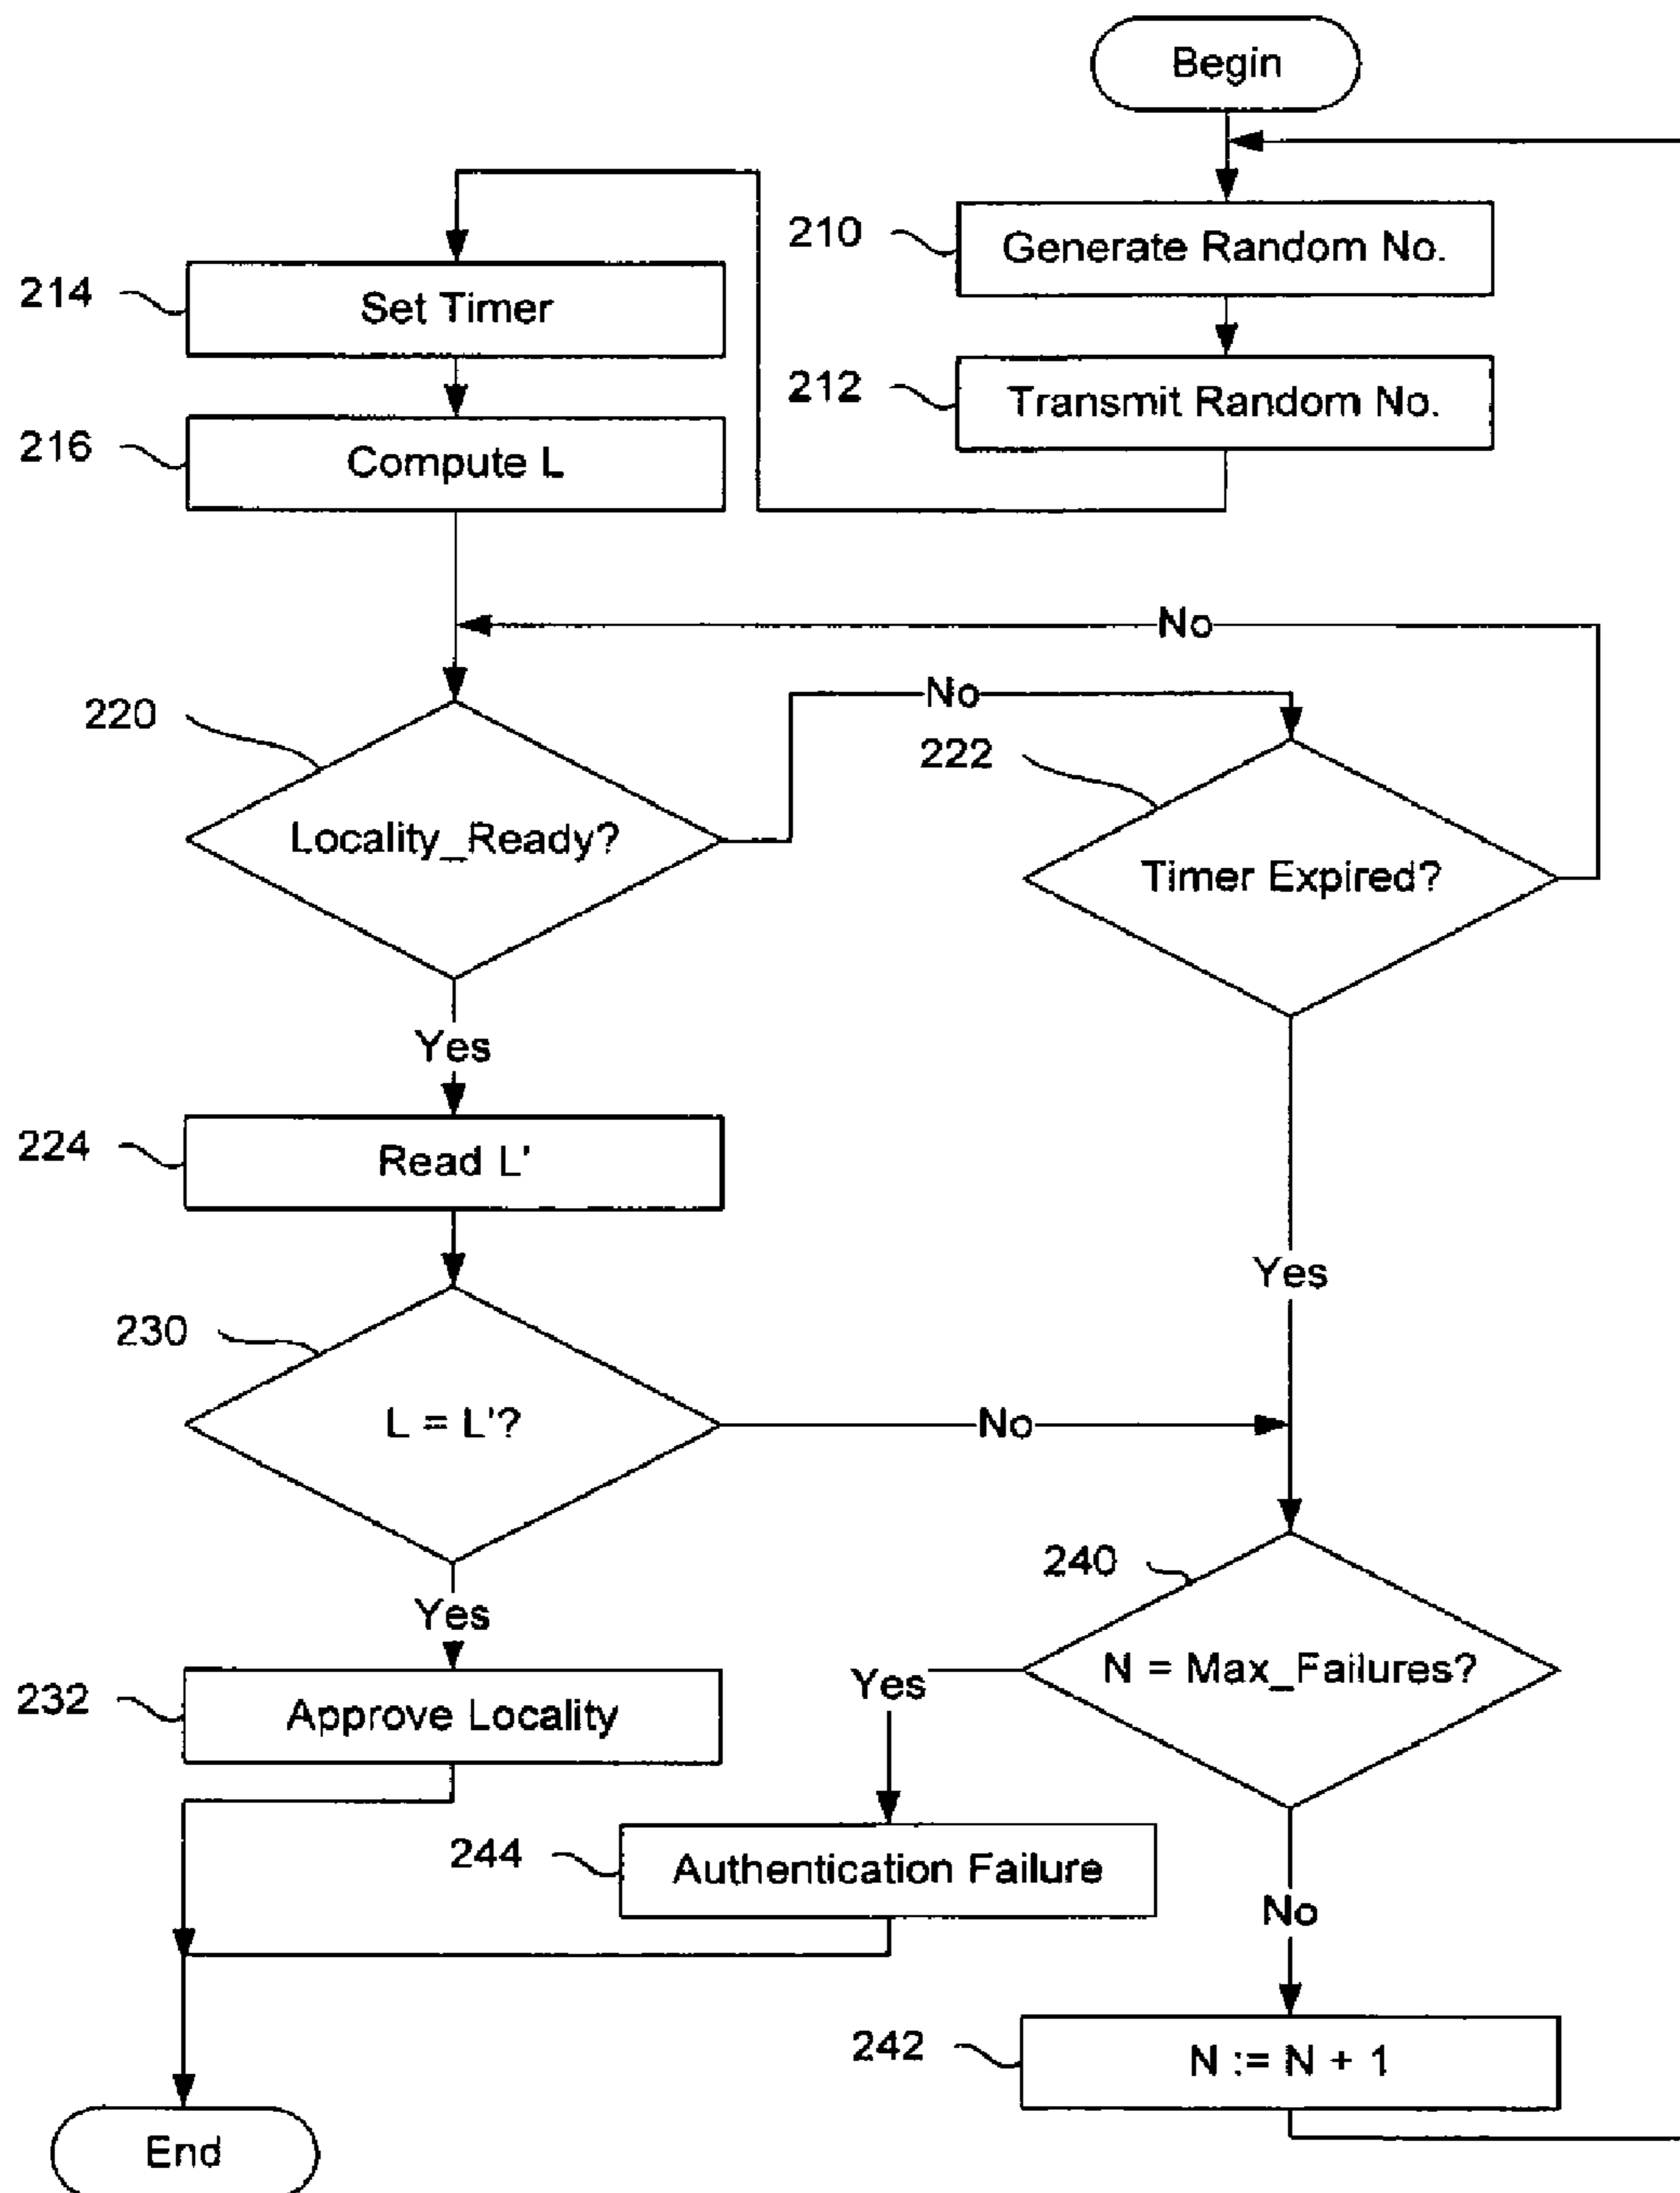 Begin
210
Generate Random No.
212
Transmit Random No.
214
Set Timer
216
Compute L
No
220
Locality_Ready?
No
222
Timer Expired?
Yes
224
Read L'
Yes
230
L = L'?
No
240
N = Max_Failures?
Yes
232
Approve Locality
Yes
244
Authentication Failure
No
242
N := N + 1
End